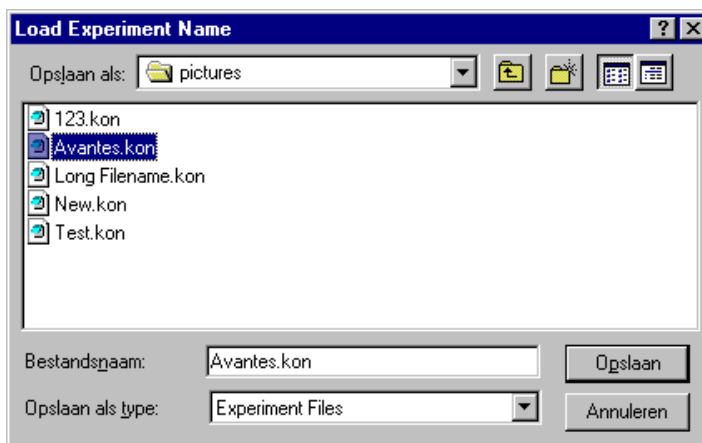 Load Experiment Name
Opslaan als: pictures
123.kon
Avantes.kon
Long Filename.kon
New.kon
Test.kon
Bestandsnaam: Avantes.kon Opslaan
Opslaan als type: Experiment Files Annuleren